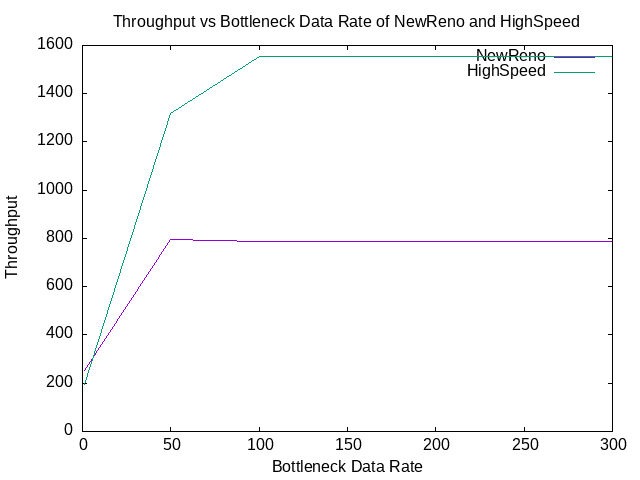 Throughput vs Bottleneck Data Rate of NewReno and HighSpeed
1600
1400
1200
1000
800
600
400
200
0
Throughput
NewReno
HighSpeed
0 50 100 150 200 250 300
Bottleneck Data Rate